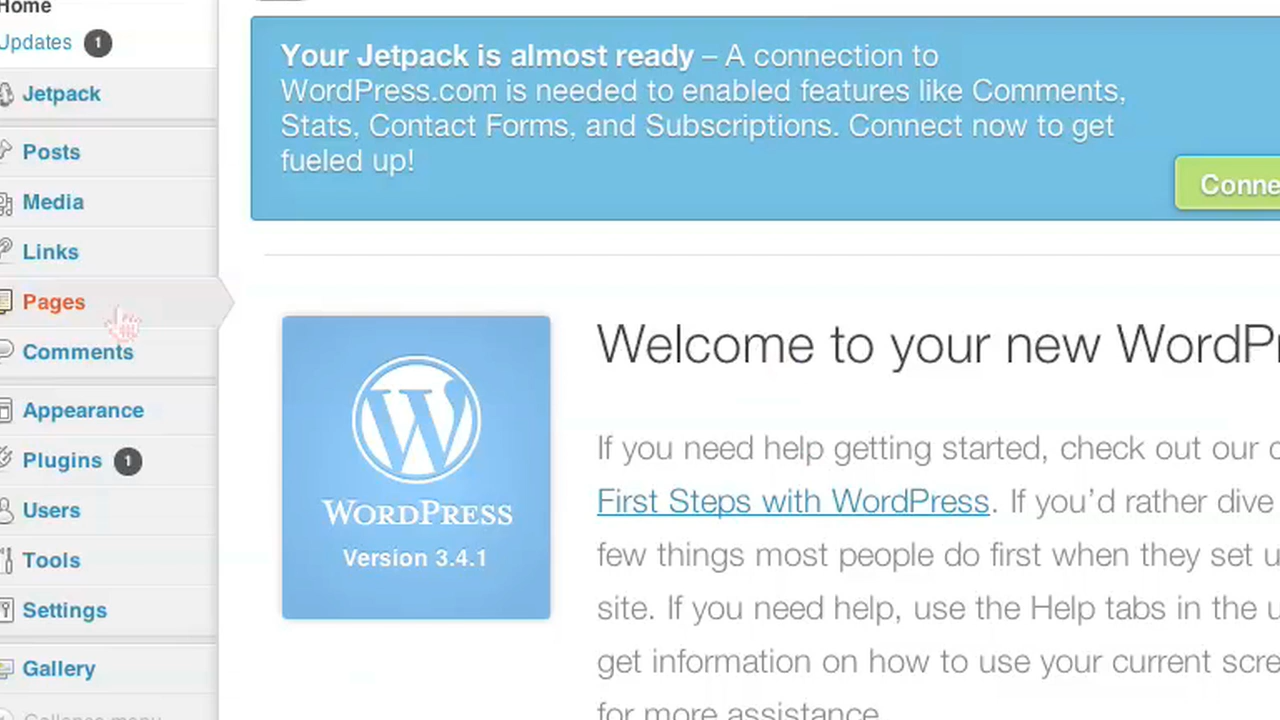 Home
Updates 1
Jetpack
Posts
Media
Links
Pages
Comments
Appearance
Plugins 1
Users
Tools
Settings
Gallery
Collapse menu
Your Jetpack is almost ready – A connection to
WordPress.com is needed to enabled features like Comments,
Stats, Contact Forms, and Subscriptions. Connect now to get
fueled up!
Conne
WORDPRESS
Version 3.4.1
Welcome to your new WordPr
If you need help getting started, check out our
First Steps with WordPress. If you’d rather dive
few things most people do first when they set u
site. If you need help, use the Help tabs in the u
get information on how to use your current scre
for more assistance.